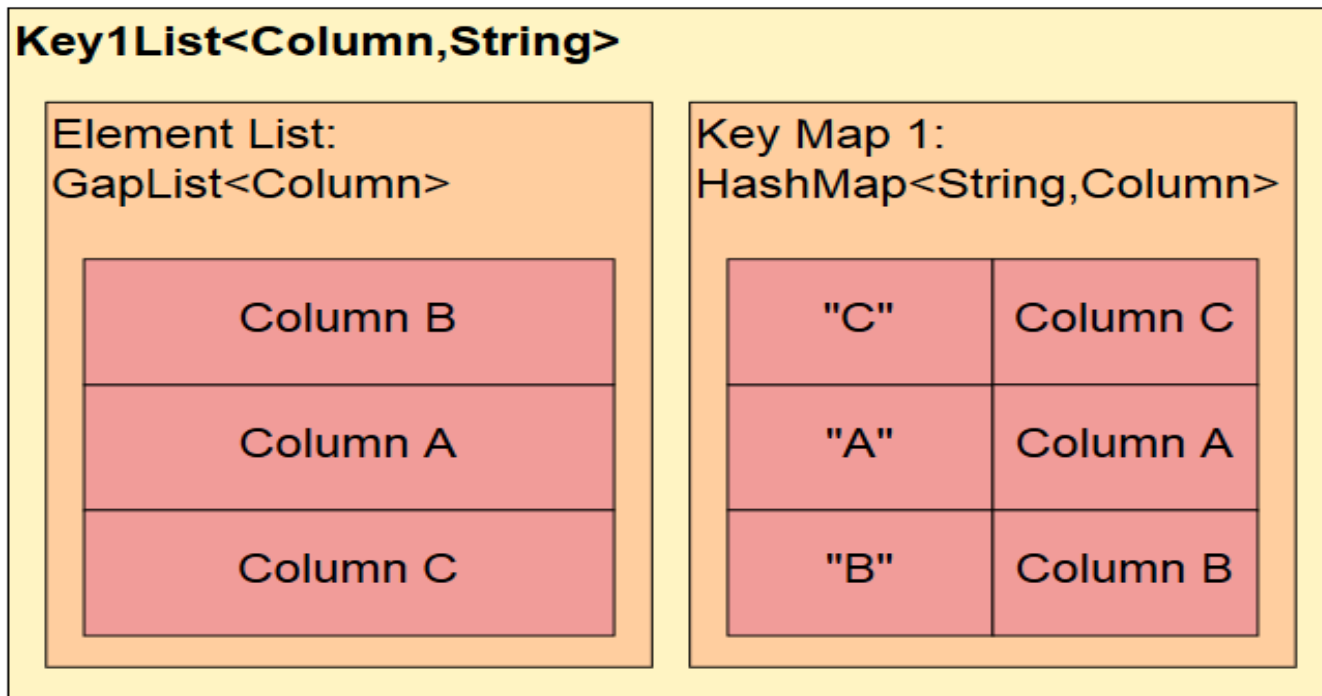 Key1List<Column,String>
Element List:
GapList<Column>
Column B
Column A
Column C
Key Map 1:
HashMap<String,Column>
"C" Column C
"A" Column A
"B" Column B